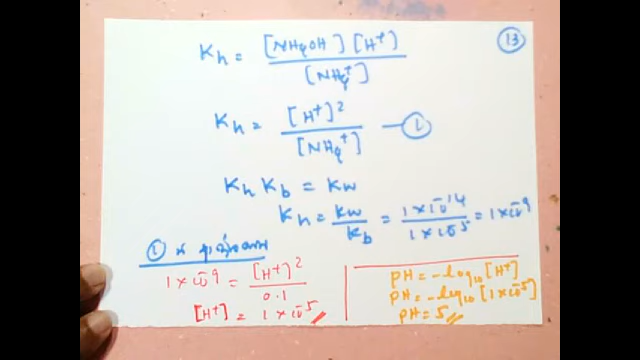 13
Kh = [NH4OH] [H+] / [NH4+]
Kh = [H+]² / [NH4+] — 1
Kh Kb = Kw
Kh = Kw / Kb = 1 × 10^-14 / 1 × 10^-5 = 1 × 10^-9
1 × 10^-9 = [H+]² / 0.1
[H+] = 1 × 10^-5
pH = -log10 [H+]
pH = -log10 [1 × 10^-5]
pH = 5